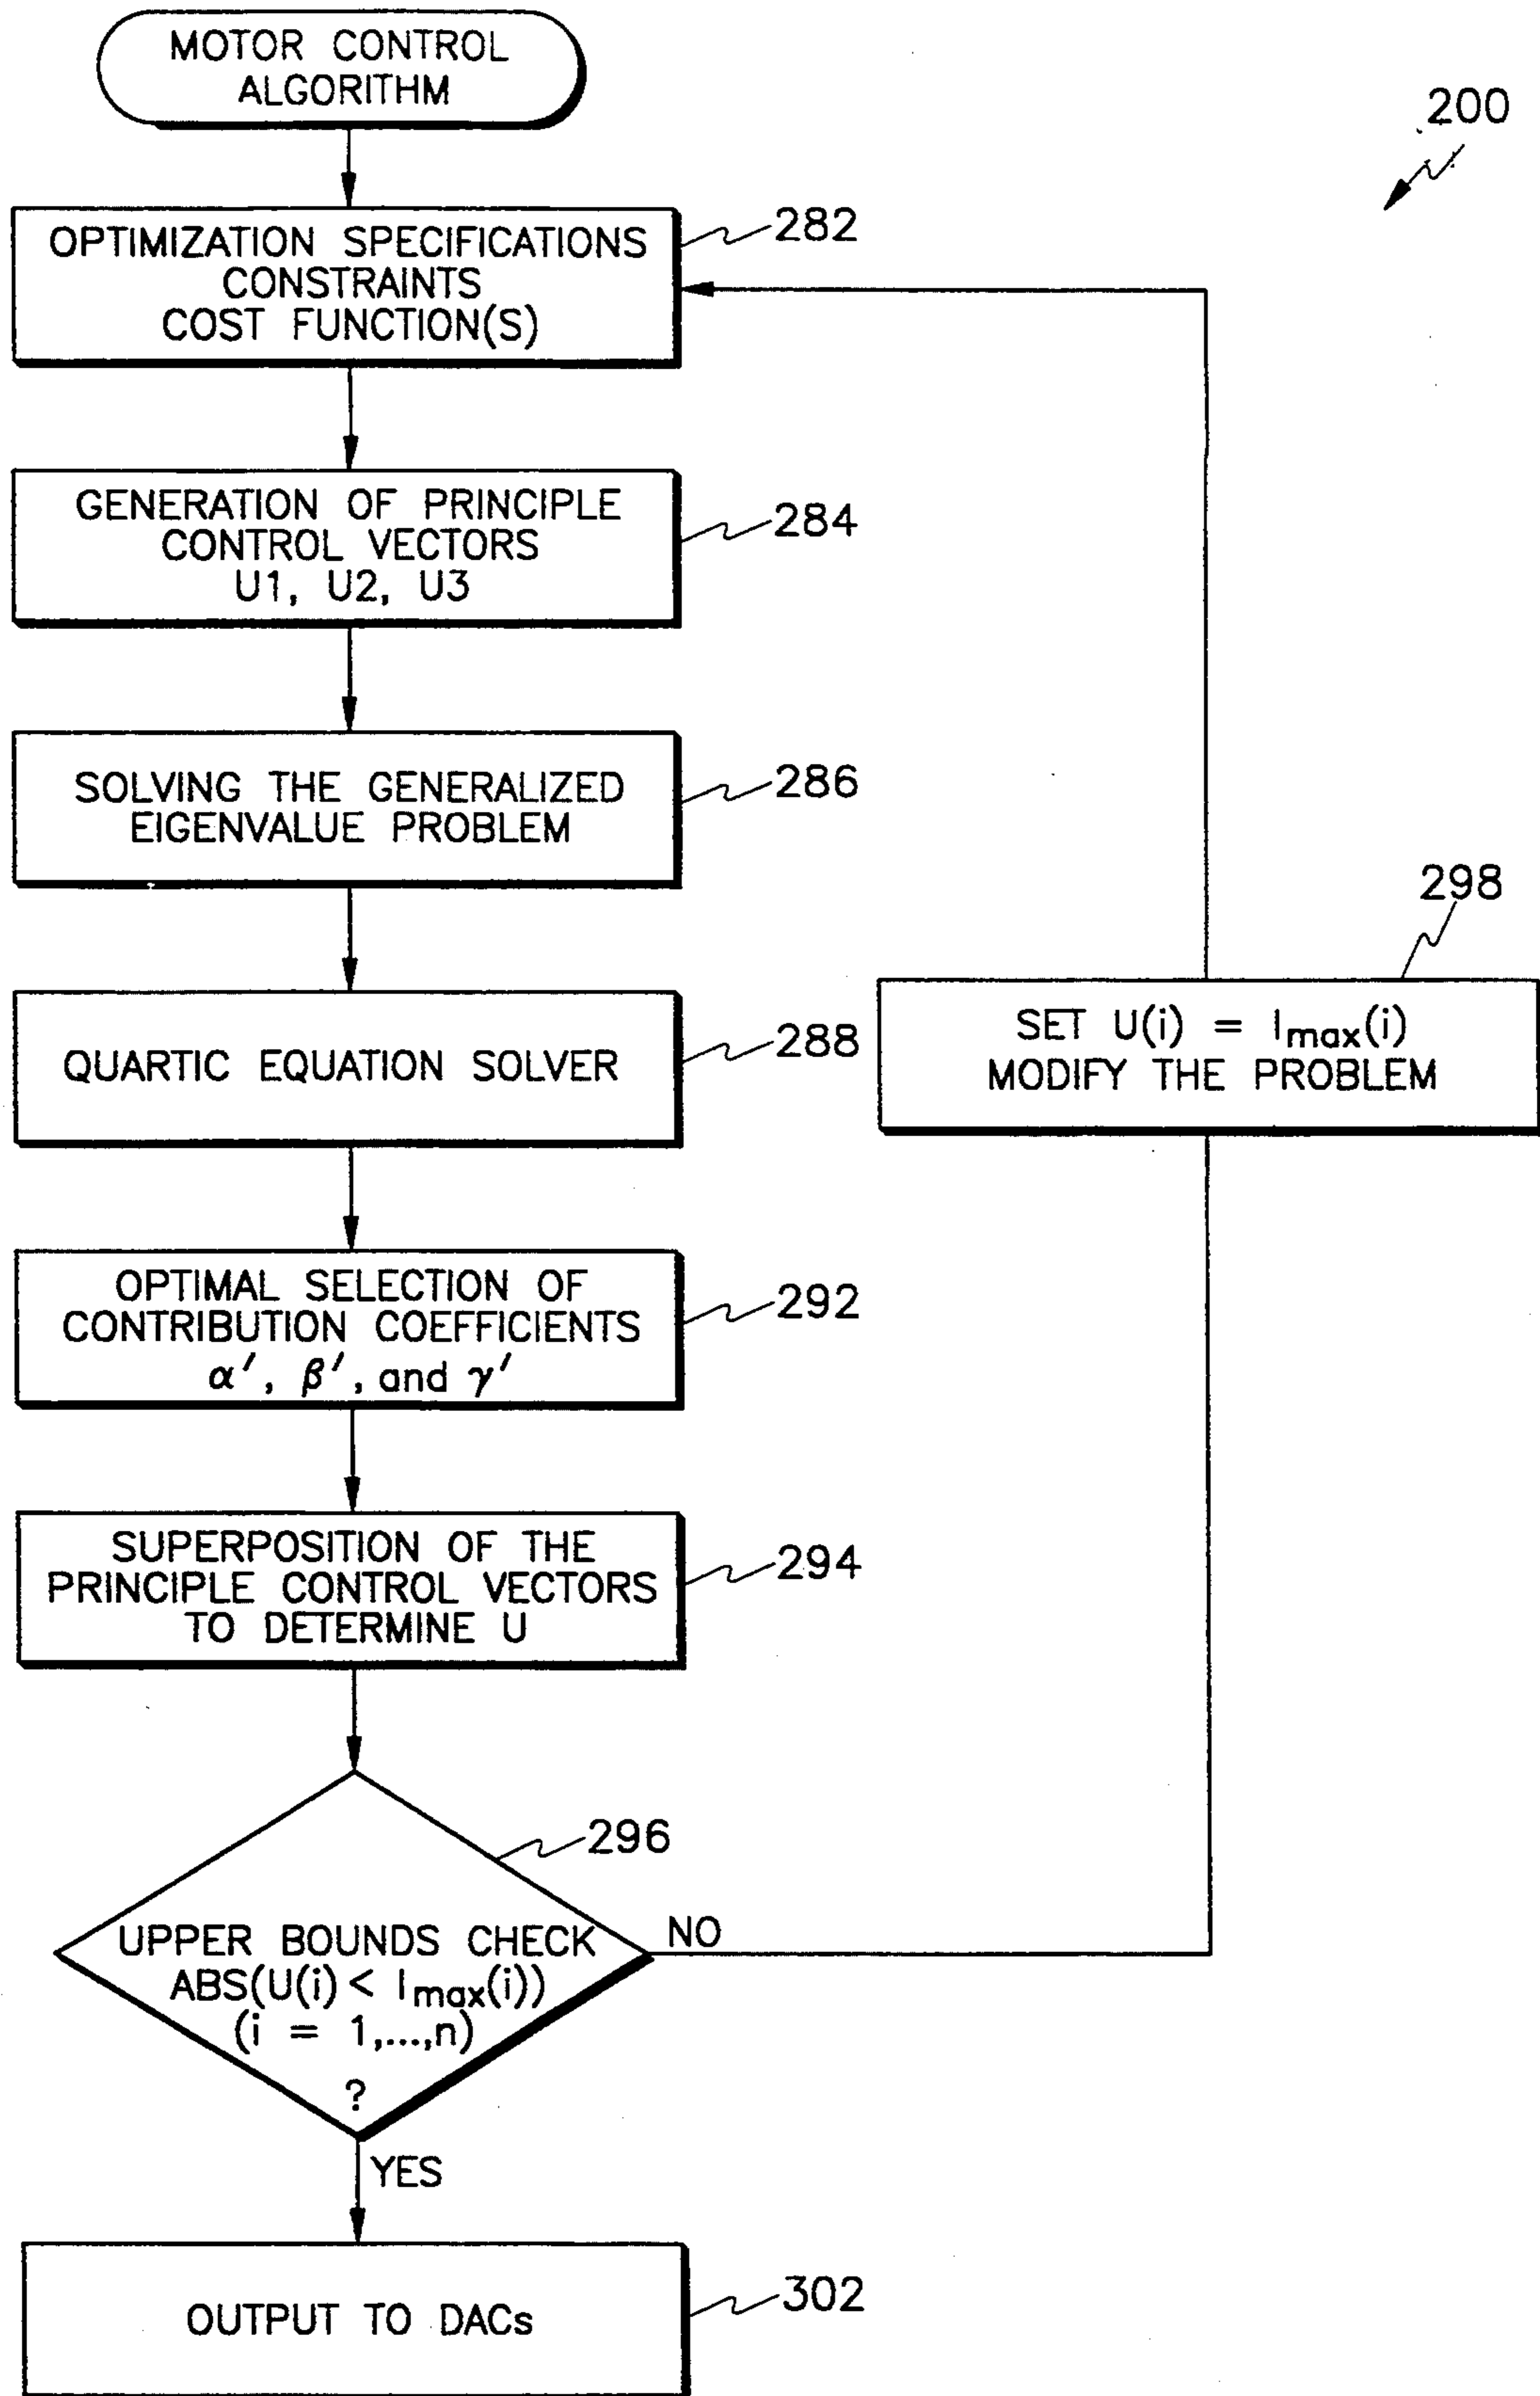 MOTOR CONTROL
ALGORITHM
200
OPTIMIZATION SPECIFICATIONS
CONSTRAINTS
COST FUNCTION(S)
282
GENERATION OF PRINCIPLE
CONTROL VECTORS
U1, U2, U3
284
SOLVING THE GENERALIZED
EIGENVALUE PROBLEM
286
298
SET U(i) = Imax(i)
MODIFY THE PROBLEM
QUARTIC EQUATION SOLVER
288
OPTIMAL SELECTION OF
CONTRIBUTION COEFFICIENTS
α′, β′, and γ′
292
SUPERPOSITION OF THE
PRINCIPLE CONTROL VECTORS
TO DETERMINE U
294
296
UPPER BOUNDS CHECK
ABS(U(i) < Imax(i))
(i = 1,...,n)
?
NO
YES
OUTPUT TO DACs
302